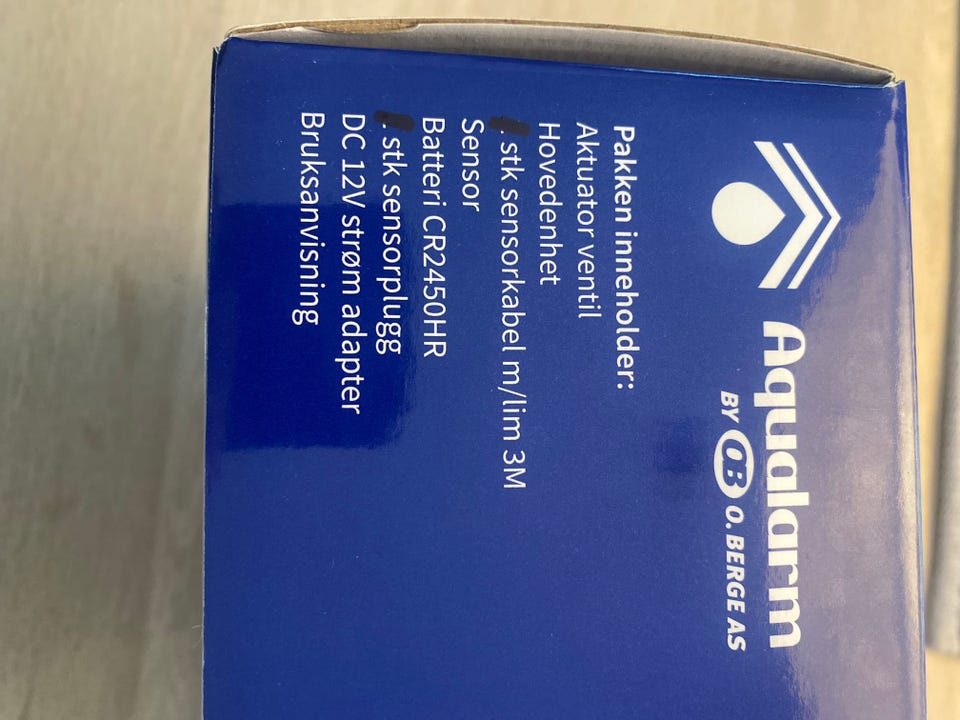 Aqualarm
BY OB O. BERGE AS
Pakken inneholder:
Aktuator ventil
Hovedenhet
stk sensorkabel m/lim 3M
Sensor
Batteri CR2450HR
stk sensorplugg
DC 12V strøm adapter
Bruksanvisning